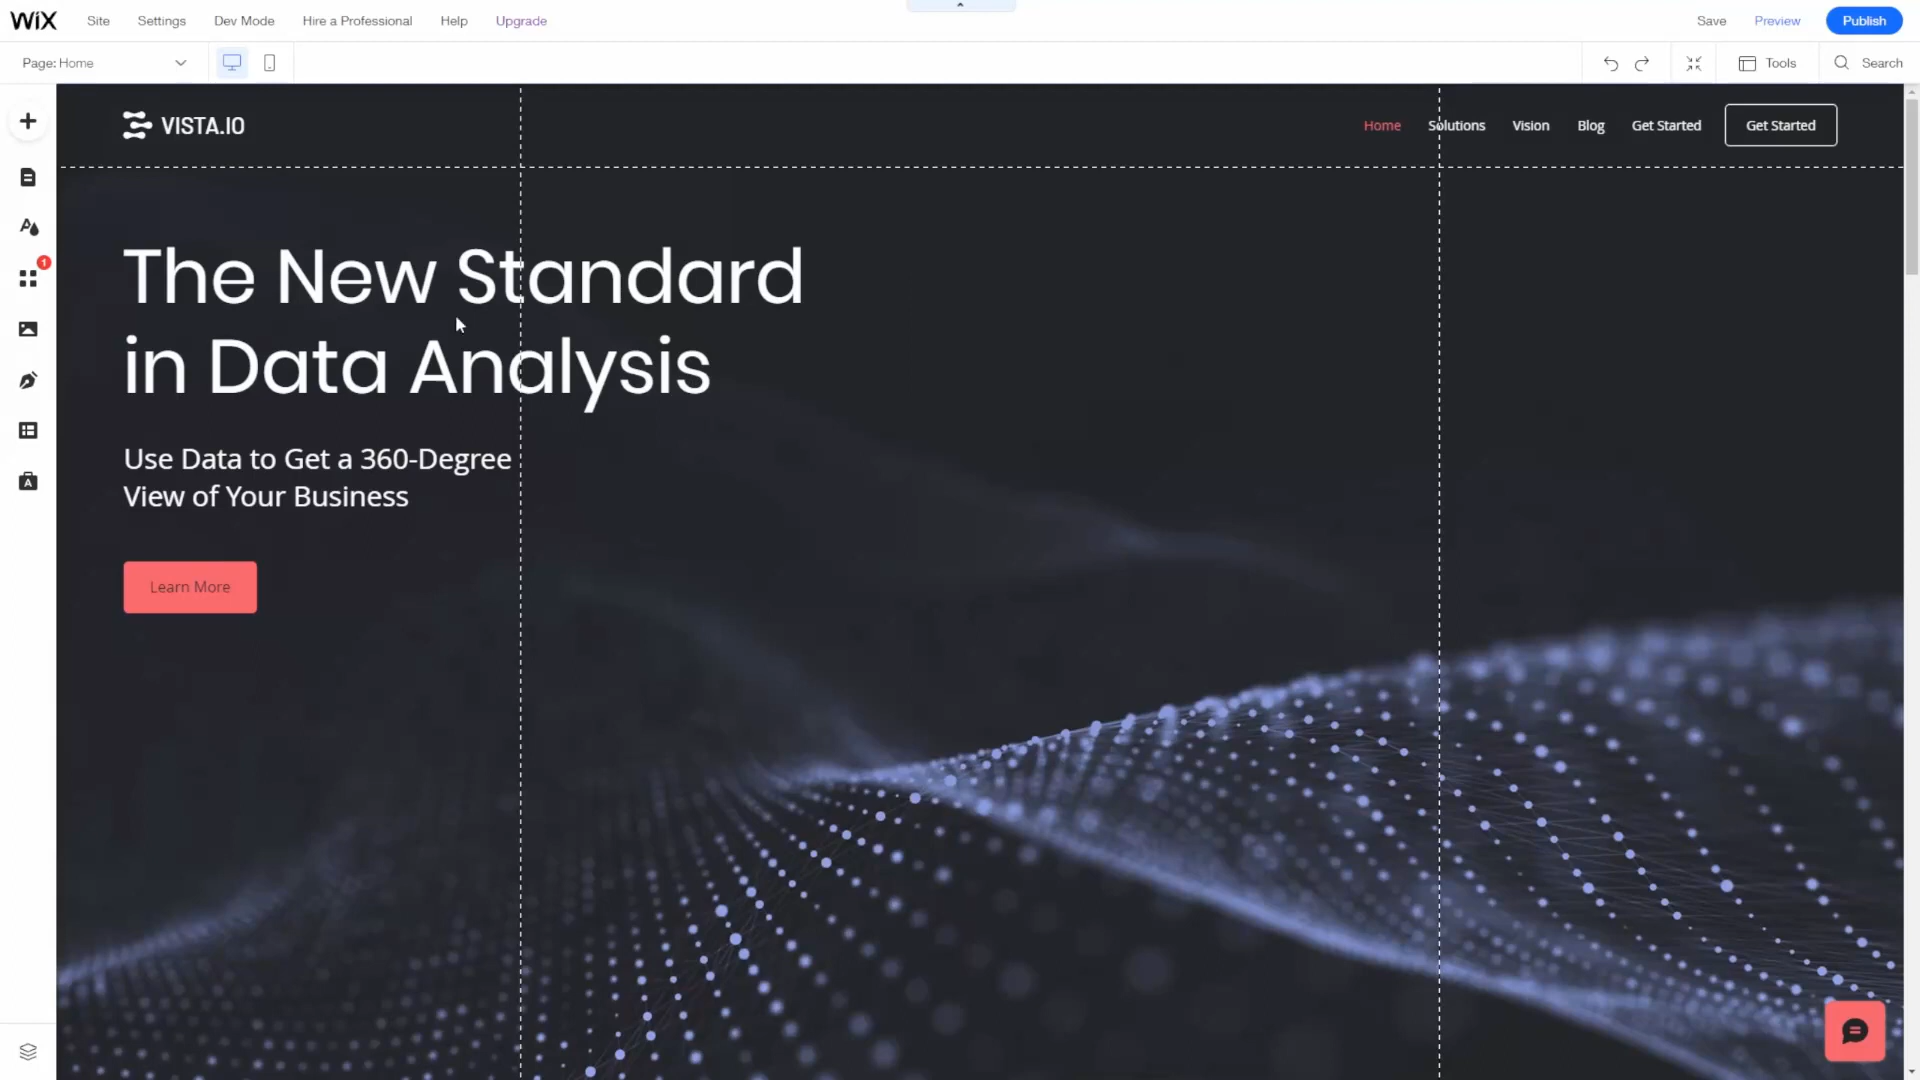 WiX Site Settings Dev Mode Hire a Professional Help Upgrade Save Preview Publish
Page: Home Tools Search
VISTA.IO Home Solutions Vision Blog Get Started Get Started
1
The New Standard
in Data Analysis
Use Data to Get a 360-Degree
View of Your Business
Learn More
A